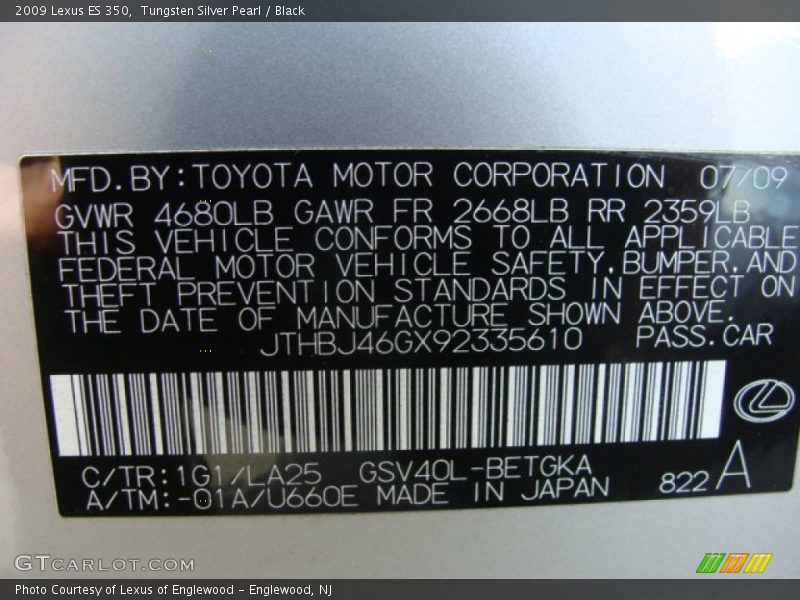 2009 Lexus ES 350,  Tungsten Silver Pearl / Black
MFD.BY:TOYOTA MOTOR CORPORATION 07/09
GVWR 4680LB GAWR FR 2668LB RR 2359LB
THIS VEHICLE CONFORMS TO ALL APPLICABLE
FEDERAL MOTOR VEHICLE SAFETY,BUMPER,AND
THEFT PREVENTION STANDARDS IN EFFECT ON
THE DATE OF MANUFACTURE SHOWN ABOVE.
JTHBJ46GX92335610 PASS.CAR
C/TR:1G1/LA25 GSV40L-BETGKA
A/TM:-01A/U660E MADE IN JAPAN 822 A
GTCARLOT.COM
Photo Courtesy of Lexus of Englewood - Englewood, NJ